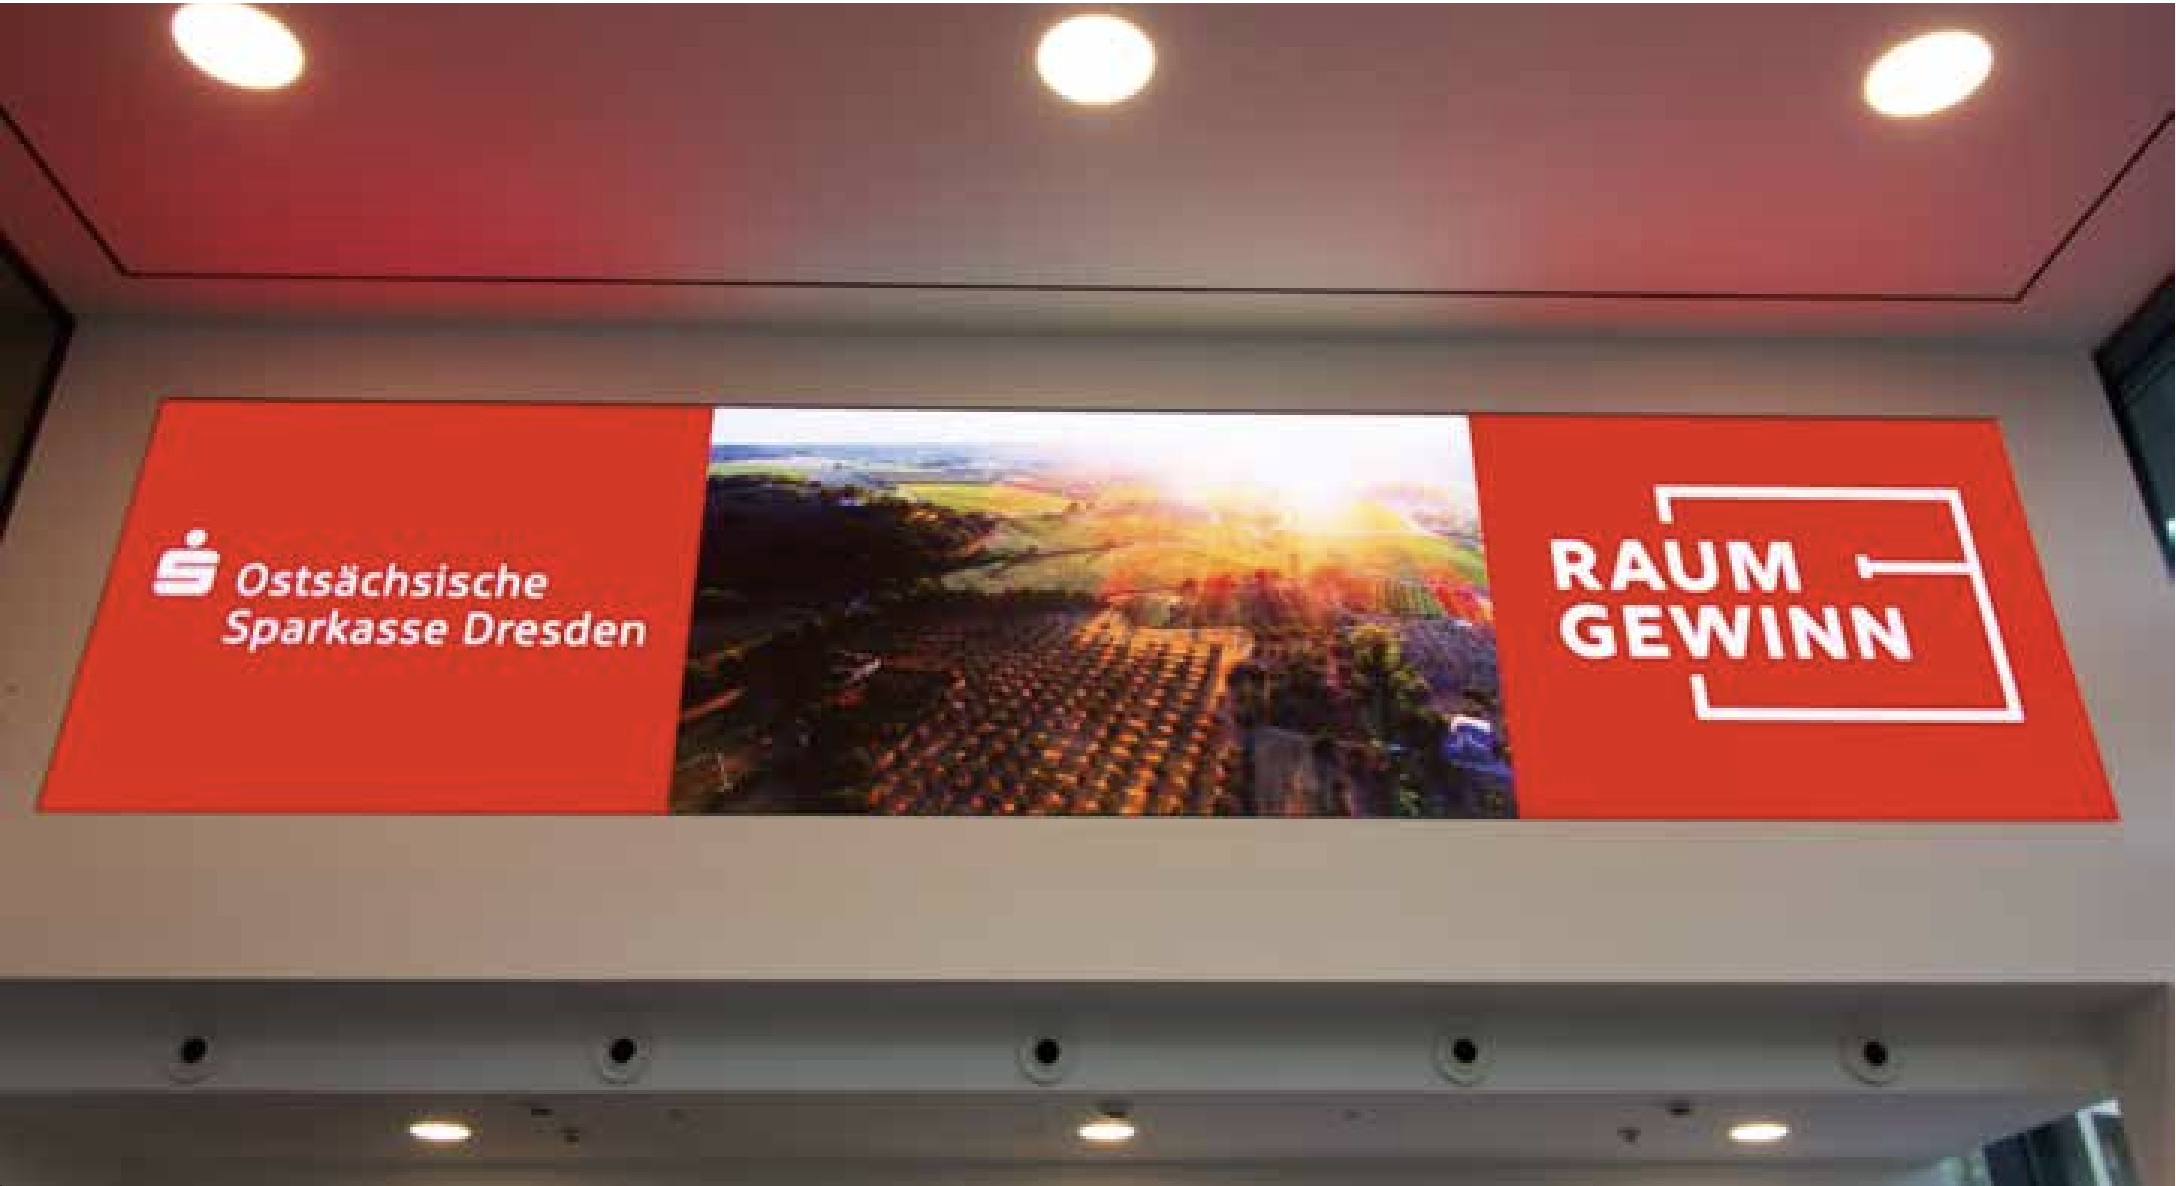 Ostsächsische
Sparkasse Dresden
RAUM
GEWINN